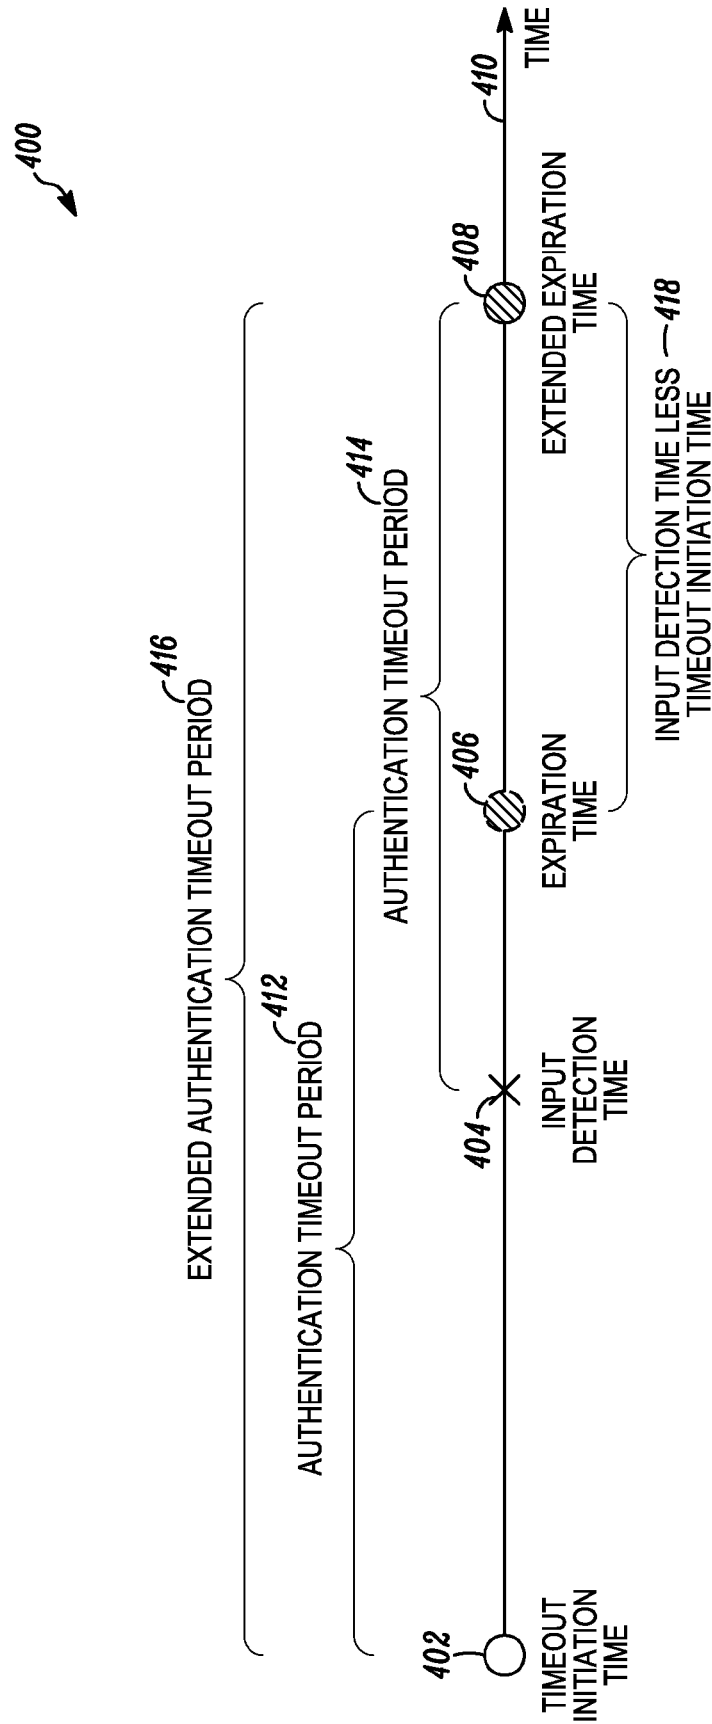 400
EXTENDED AUTHENTICATION TIMEOUT PERIOD
416
AUTHENTICATION TIMEOUT PERIOD
412
AUTHENTICATION TIMEOUT PERIOD
414
402
404
406
408
410
TIMEOUT
INITIATION
TIME
INPUT
DETECTION
TIME
EXPIRATION
TIME
EXTENDED EXPIRATION
TIME
TIME
INPUT DETECTION TIME LESS
TIMEOUT INITIATION TIME
418